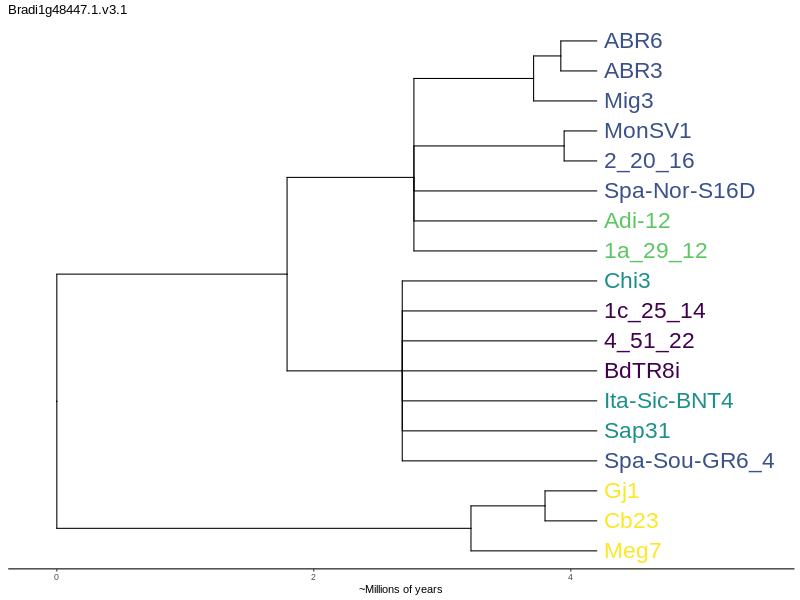 Bradi1g48447.1.v3.1
ABR6
ABR3
Mig3
MonSV1
2_20_16
Spa-Nor-S16D
Adi-12
1a_29_12
Chi3
1c_25_14
4_51_22
BdTR8i
Ita-Sic-BNT4
Sap31
Spa-Sou-GR6_4
Gj1
Cb23
Meg7
0 2 4
~Millions of years